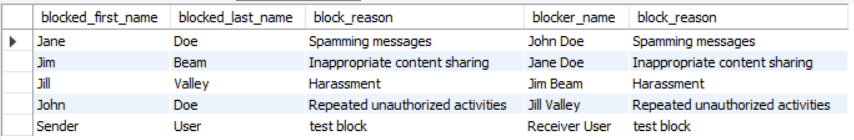 blocked_first_name blocked_last_name block_reason blocker_name block_reason
Jane Doe Spamming messages John Doe Spamming messages
Jim Beam Inappropriate content sharing Jane Doe Inappropriate content sharing
Jill Valley Harassment Jim Beam Harassment
John Doe Repeated unauthorized activities Jill Valley Repeated unauthorized activities
Sender User test block Receiver User test block